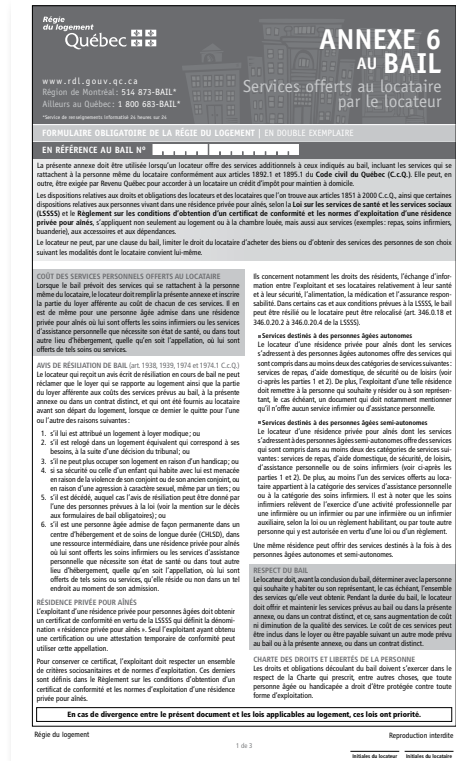 Régie
du logement
Québec
ANNEXE 6
AU BAIL
www.rdl.gouv.qc.ca
Région de Montréal : 514 873-BAIL*
Ailleurs au Québec : 1 800 683-BAIL*
*Service de renseignements informatisé 24 heures sur 24
Services offerts au locataire
par le locateur
FORMULAIRE OBLIGATOIRE DE LA RÉGIE DU LOGEMENT | EN DOUBLE EXEMPLAIRE
EN RÉFÉRENCE AU BAIL N°
La présente annexe doit être utilisée lorsqu'un locateur offre des services additionnels à ceux indiqués au bail, incluant les services qui se
rattachent à la personne même du locataire conformément aux articles 1892.1 et 1895.1 du Code civil du Québec (C.c.Q.). Elle peut, en
outre, être exigée par Revenu Québec pour accorder à un locataire un crédit d'impôt pour maintien à domicile.
Les dispositions relatives aux droits et obligations des locateurs et des locataires que l'on trouve aux articles 1851 à 2000 C.c.Q., ainsi que certaines
dispositions relatives aux personnes vivant dans une résidence privée pour aînés, selon la Loi sur les services de santé et les services sociaux
(LSSSS) et le Règlement sur les conditions d'obtention d'un certificat de conformité et les normes d'exploitation d'une résidence
privée pour aînés, s'appliquent non seulement au logement ou à la chambre louée, mais aussi aux services (exemples : repas, soins infirmiers,
buanderie), aux accessoires et aux dépendances.
Le locateur ne peut, par une clause du bail, limiter le droit du locataire d'acheter des biens ou d'obtenir des services des personnes de son choix
suivant les modalités dont le locataire convient lui-même.
COÛT DES SERVICES PERSONNELS OFFERTS AU LOCATAIRE
Lorsque le bail prévoit des services qui se rattachent à la personne
même du locataire, le locateur doit remplir la présente annexe et inscrire
la partie du loyer afférente au coût de chacun de ces services. Il en
est de même pour une personne âgée admise dans une résidence
privée pour aînés où lui sont offerts les soins infirmiers ou les services
d'assistance personnelle que nécessite son état de santé, ou dans tout
autre lieu d'hébergement, quelle qu'en soit l'appellation, où lui sont
offerts de tels soins ou services.
AVIS DE RÉSILIATION DE BAIL (art. 1938, 1939, 1974 et 1974.1 C.c.Q.)
Le locateur qui reçoit un avis écrit de résiliation en cours de bail ne peut
réclamer que le loyer qui se rapporte au logement ainsi que la partie
du loyer afférente aux coûts des services prévus au bail, à la présente
annexe ou dans un contrat distinct, et qui ont été fournis au locataire
avant son départ du logement, lorsque ce dernier le quitte pour l'une
ou l'autre des raisons suivantes :
1. s'il lui est attribué un logement à loyer modique ; ou
2. s'il est relogé dans un logement équivalent qui correspond à ses
besoins, à la suite d'une décision du tribunal ; ou
3. s'il ne peut plus occuper son logement en raison d'un handicap ; ou
4. si sa sécurité ou celle d'un enfant qui habite avec lui est menacée
en raison de la violence de son conjoint ou de son ancien conjoint, ou
en raison d'une agression à caractère sexuel, même par un tiers ; ou
5. s'il est décédé, auquel cas l'avis de résiliation peut être donné par
l'une des personnes prévues à la loi (voir la mention sur le décès
aux formulaires de bail obligatoires) ; ou
6. s'il est une personne âgée admise de façon permanente dans un
centre d'hébergement et de soins de longue durée (CHLSD), dans
une ressource intermédiaire, dans une résidence privée pour aînés
où lui sont offerts les soins infirmiers ou les services d'assistance
personnelle que nécessite son état de santé ou dans tout autre
lieu d'hébergement, quelle qu'en soit l'appellation, où lui sont
offerts de tels soins ou services, qu'elle réside ou non dans un tel
endroit au moment de son admission.
RÉSIDENCE PRIVÉE POUR AÎNÉS
L'exploitant d'une résidence privée pour personnes âgées doit obtenir
un certificat de conformité en vertu de la LSSSS qui définit la dénomi-
nation « résidence privée pour aînés ». Seul l'exploitant ayant obtenu
une certification ou une attestation temporaire de conformité peut
utiliser cette appellation.
Pour conserver ce certificat, l'exploitant doit respecter un ensemble
de critères sociosanitaires et de normes d'exploitation. Ces derniers
sont définis dans le Règlement sur les conditions d'obtention d'un
certificat de conformité et les normes d'exploitation d'une résidence
privée pour aînés.
Ils concernent notamment les droits des résidents, l'échange d'infor-
mation entre l'exploitant et ses locataires relativement à leur santé
et à leur sécurité, l'alimentation, la médication et l'assurance respon-
sabilité. Dans certains cas et aux conditions prévues à la LSSSS, le bail
peut être résilié ou le locataire peut être relocalisé (art. 346.0.18 et
346.0.20.2 à 346.0.20.4 de la LSSSS).
▪ Services destinés à des personnes âgées autonomes
Le locateur d'une résidence privée pour aînés dont les services
s'adressent à des personnes âgées autonomes offre des services qui
sont compris dans au moins deux des catégories de services suivantes :
services de repas, d'aide domestique, de sécurité ou de loisirs (voir
ci-après les parties 1 et 2). De plus, l'exploitant d'une telle résidence
doit remettre à la personne qui souhaite y résider ou à son représen-
tant, le cas échéant, un document qui doit notamment mentionner
qu'il n'offre aucun service infirmier ou d'assistance personnelle.
▪ Services destinés à des personnes âgées semi-autonomes
Le locateur d'une résidence privée pour aînés dont les services
s'adressent à des personnes âgées semi-autonomes offre des services
qui sont compris dans au moins deux des catégories de services sui-
vantes : services de repas, d'aide domestique, de sécurité, de loisirs,
d'assistance personnelle ou de soins infirmiers (voir ci-après les
parties 1 et 2). De plus, au moins l'un des services offerts au loca-
taire appartient à la catégorie des services d'assistance personnelle
ou à la catégorie de soins infirmiers. Il est à noter que les soins
infirmiers relèvent de l'exercice d'une activité professionnelle par
une infirmière ou un infirmier ou par une infirmière ou un infirmier
auxiliaire, selon la loi ou un règlement habilitant, ou par toute autre
personne qui y est autorisée en vertu d'une loi ou d'un règlement.
Une même résidence peut offrir des services destinés à la fois à des
personnes âgées autonomes et semi-autonomes.
RESPECT DU BAIL
Le locateur doit, avant la conclusion du bail, déterminer avec la personne
qui souhaite y habiter ou son représentant, le cas échéant, l'ensemble
des services qu'elle veut obtenir. Pendant la durée du bail, le locateur
doit offrir et maintenir les services prévus au bail ou dans la présente
annexe, ou dans un contrat distinct, et ce, sans augmentation de coût
ni diminution de la qualité des services. Le coût de ces services peut
être inclus dans le loyer ou être payable suivant un autre mode prévu
au bail ou à la présente annexe, ou dans un contrat distinct.
CHARTE DES DROITS ET LIBERTÉS DE LA PERSONNE
Les droits et obligations découlant du bail doivent s'exercer dans le
respect de la Charte qui prescrit, entre autres choses, que toute
personne âgée ou handicapée a droit d'être protégée contre toute
forme d'exploitation.
En cas de divergence entre le présent document et les lois applicables au logement, ces lois ont priorité.
Régie du logement
Reproduction interdite
1 de 3
Initiales du locateur
Initiales du locataire